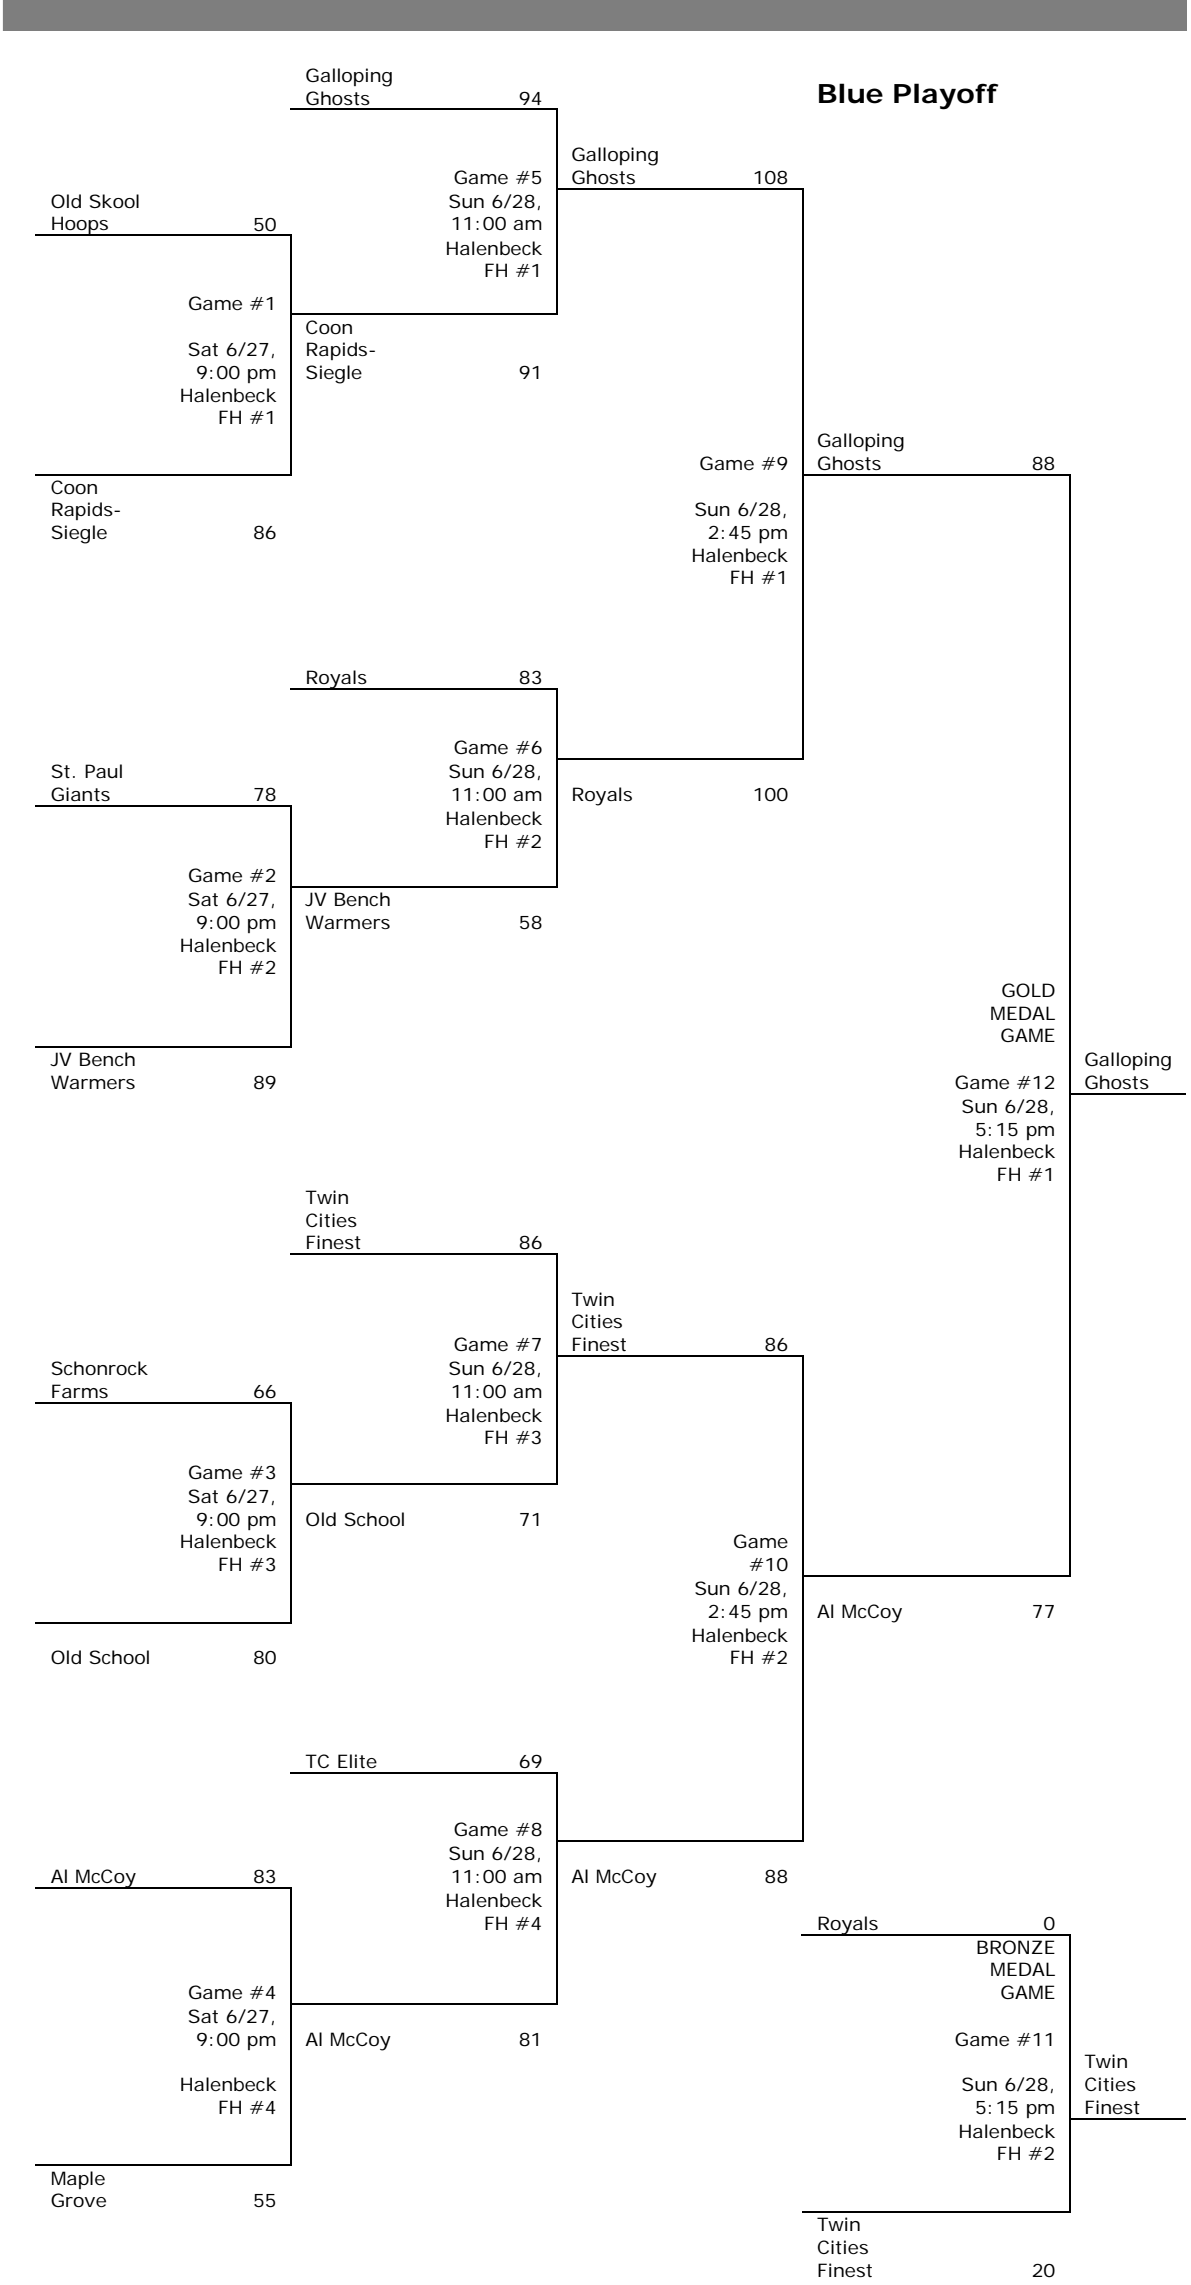 Blue Playoff
Galloping
Ghosts 94
Game #5
Sun 6/28,
11:00 am
Halenbeck
FH #1
Coon
Rapids-
Siegle 91
Old Skool
Hoops 50
Game #1
Sat 6/27,
9:00 pm
Halenbeck
FH #1
Coon
Rapids-
Siegle 86
Galloping
Ghosts 108
Game #9
Sun 6/28,
2:45 pm
Halenbeck
FH #1
Royals 100
Galloping
Ghosts 88
Royals 83
Game #6
Sun 6/28,
11:00 am
Halenbeck
FH #2
JV Bench
Warmers 58
St. Paul
Giants 78
Game #2
Sat 6/27,
9:00 pm
Halenbeck
FH #2
JV Bench
Warmers 89
GOLD
MEDAL
GAME
Game #12
Sun 6/28,
5:15 pm
Halenbeck
FH #1
Galloping
Ghosts
Twin
Cities
Finest 86
Game #7
Sun 6/28,
11:00 am
Halenbeck
FH #3
Old School 71
Schonrock
Farms 66
Game #3
Sat 6/27,
9:00 pm
Halenbeck
FH #3
Old School 80
Twin
Cities
Finest 86
Game
#10
Sun 6/28,
2:45 pm
Halenbeck
FH #2
Al McCoy 88
Al McCoy 77
TC Elite 69
Game #8
Sun 6/28,
11:00 am
Halenbeck
FH #4
Al McCoy 81
Al McCoy 83
Game #4
Sat 6/27,
9:00 pm
Halenbeck
FH #4
Maple
Grove 55
Royals 0
BRONZE
MEDAL
GAME
Game #11
Sun 6/28,
5:15 pm
Halenbeck
FH #2
Twin
Cities
Finest
Twin
Cities
Finest 20